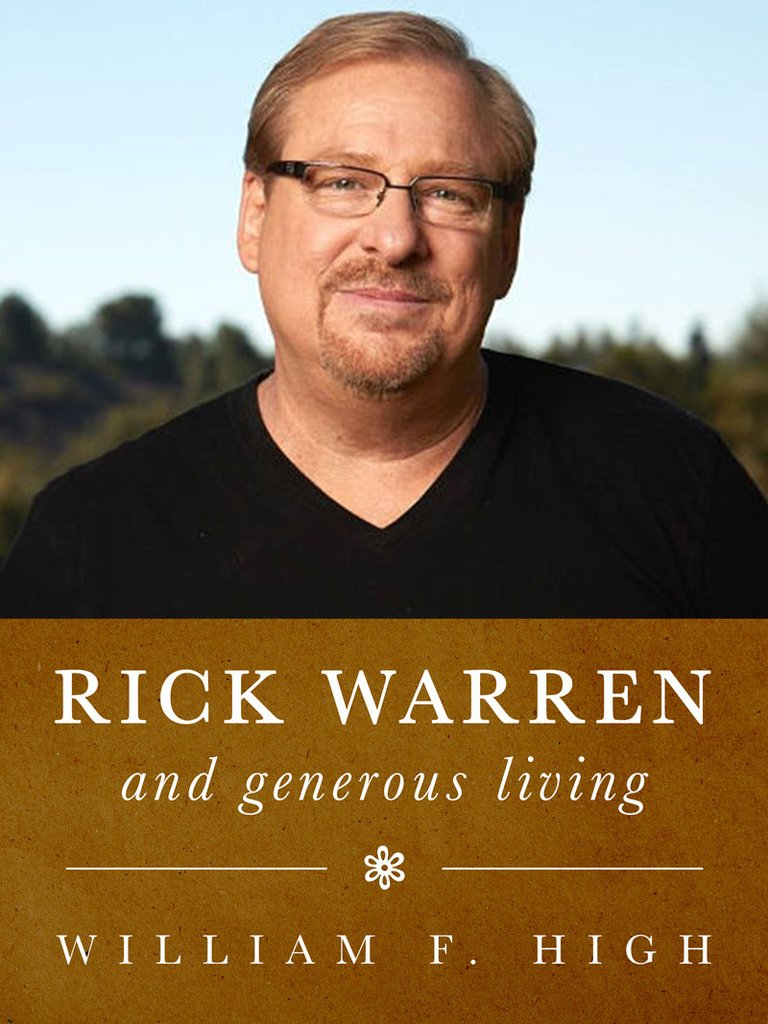 RICK WARREN
and generous living
WILLIAM F. HIGH